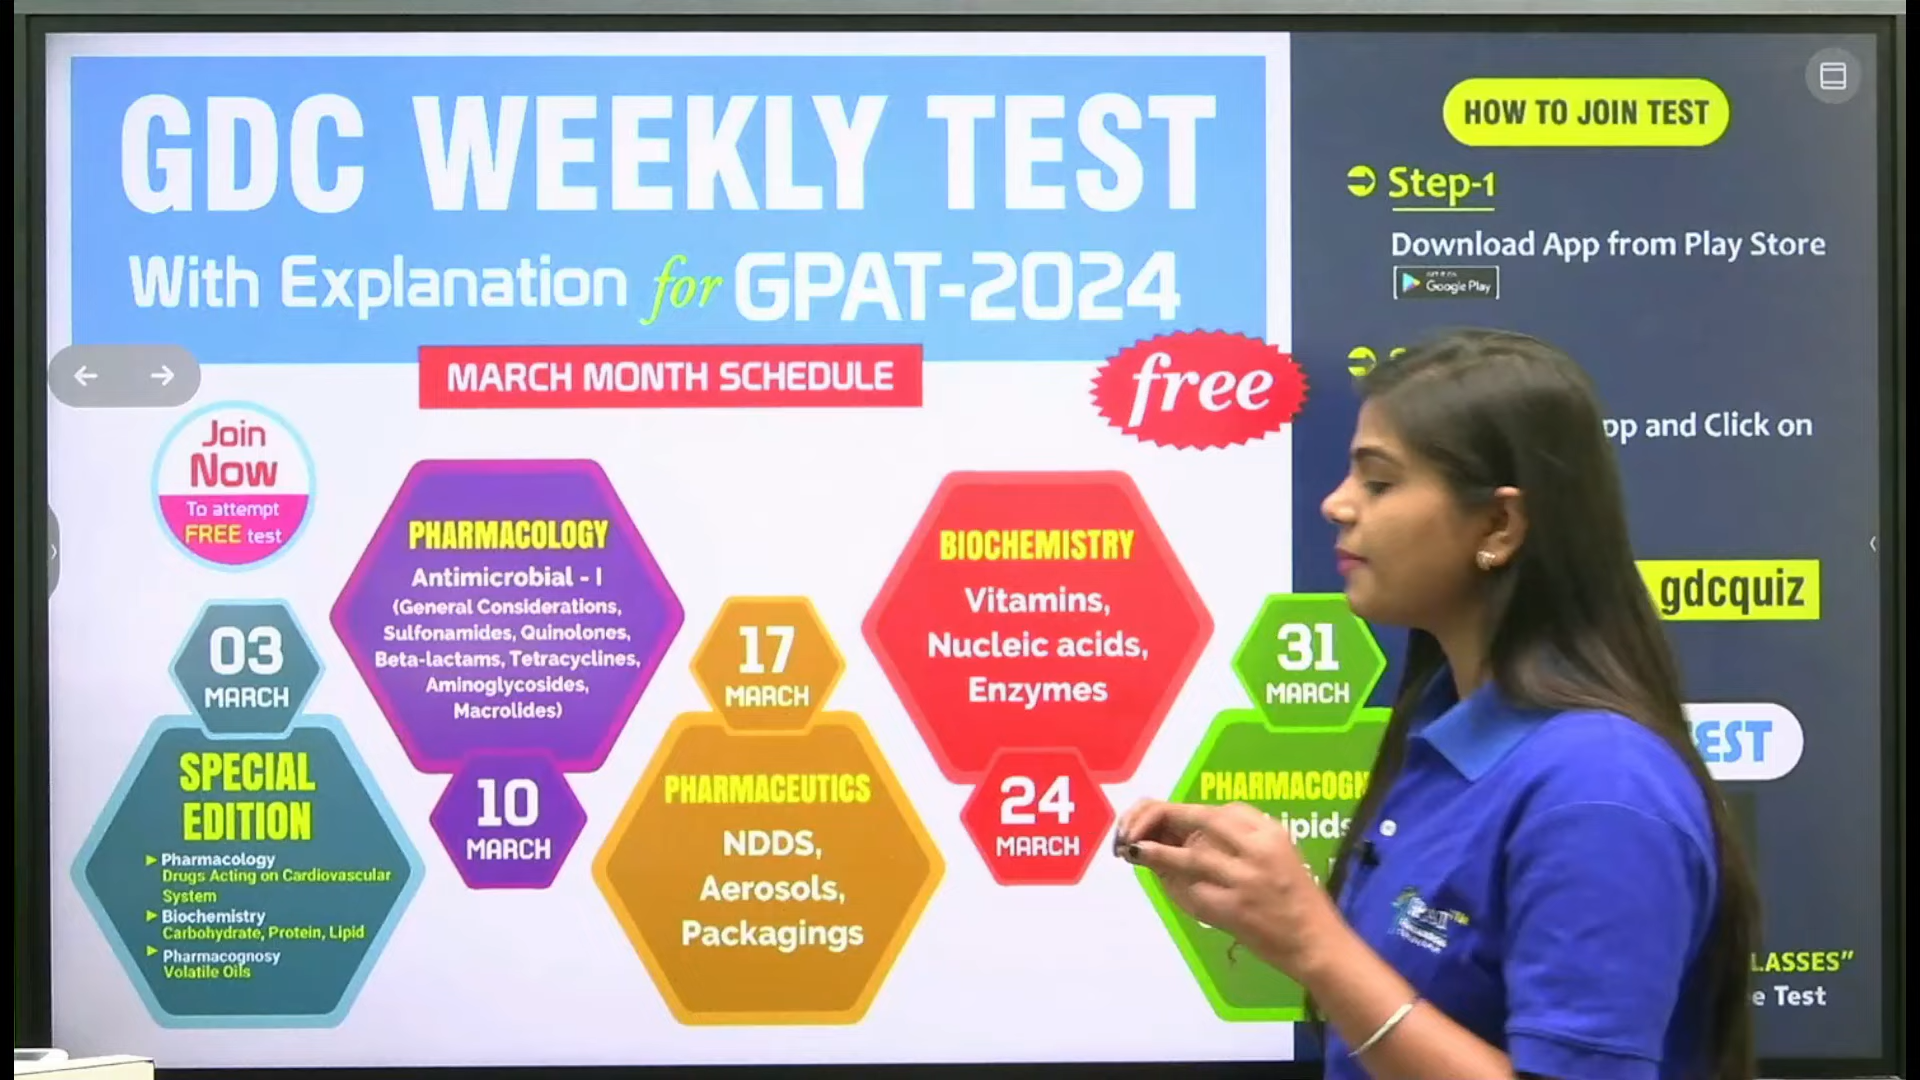 GDC WEEKLY TEST
With Explanation for GPAT-2024
MARCH MONTH SCHEDULE
free
Join
Now
To attempt
FREE test
03
MARCH
SPECIAL
EDITION
Pharmacology
Drugs Acting on Cardiovascular
System
Biochemistry
Carbohydrate, Protein, Lipid
Pharmacognosy
Volatile Oils
PHARMACOLOGY
Antimicrobial - I
(General Considerations,
Sulfonamides, Quinolones,
Beta-lactams, Tetracyclines,
Aminoglycosides,
Macrolides)
10
MARCH
17
MARCH
PHARMACEUTICS
NDDS,
Aerosols,
Packagings
BIOCHEMISTRY
Vitamins,
Nucleic acids,
Enzymes
24
MARCH
31
MARCH
PHARMACOGN
ipids
HOW TO JOIN TEST
Step-1
Download App from Play Store
Google Play
pp and Click on
gdcquiz
EST
LASSES"
e Test